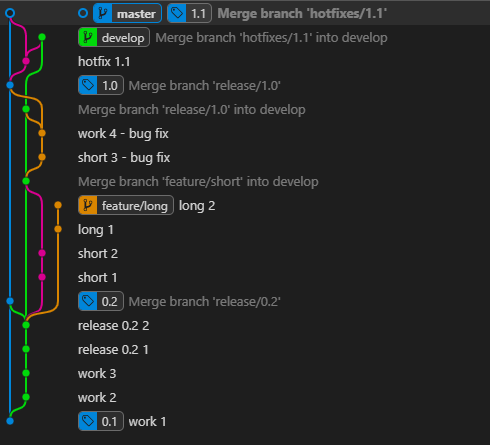 master 1.1 Merge branch 'hotfixes/1.1'
develop Merge branch 'hotfixes/1.1' into develop
hotfix 1.1
1.0 Merge branch 'release/1.0'
Merge branch 'release/1.0' into develop
work 4 - bug fix
short 3 - bug fix
Merge branch 'feature/short' into develop
feature/long long 2
long 1
short 2
short 1
0.2 Merge branch 'release/0.2'
release 0.2 2
release 0.2 1
work 3
work 2
0.1 work 1